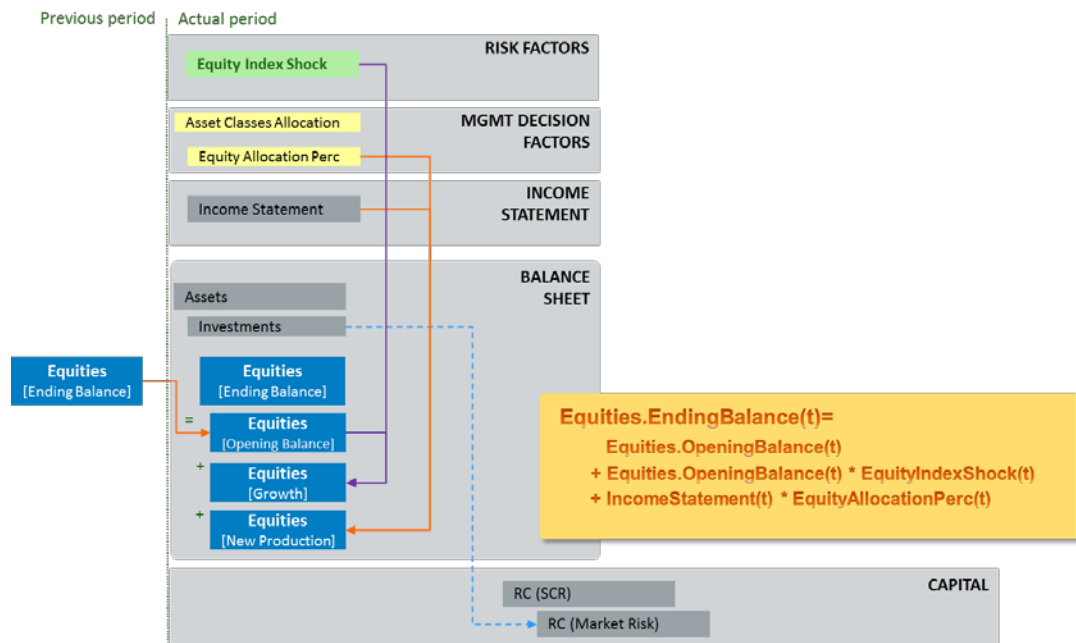 Previous period
Actual period
RISK FACTORS
Equity Index Shock
Asset Classes Allocation
MGMT DECISION
FACTORS
Equity Allocation Perc
INCOME
STATEMENT
Income Statement
BALANCE
SHEET
Assets
Investments
Equities
[Ending Balance]
Equities
[Ending Balance]
=
Equities
[Opening Balance]
+
Equities
[Growth]
+
Equities
[New Production]
Equities.EndingBalance(t)=
Equities.OpeningBalance(t)
+ Equities.OpeningBalance(t) * EquityIndexShock(t)
+ IncomeStatement(t) * EquityAllocationPerc(t)
CAPITAL
RC (SCR)
RC (Market Risk)